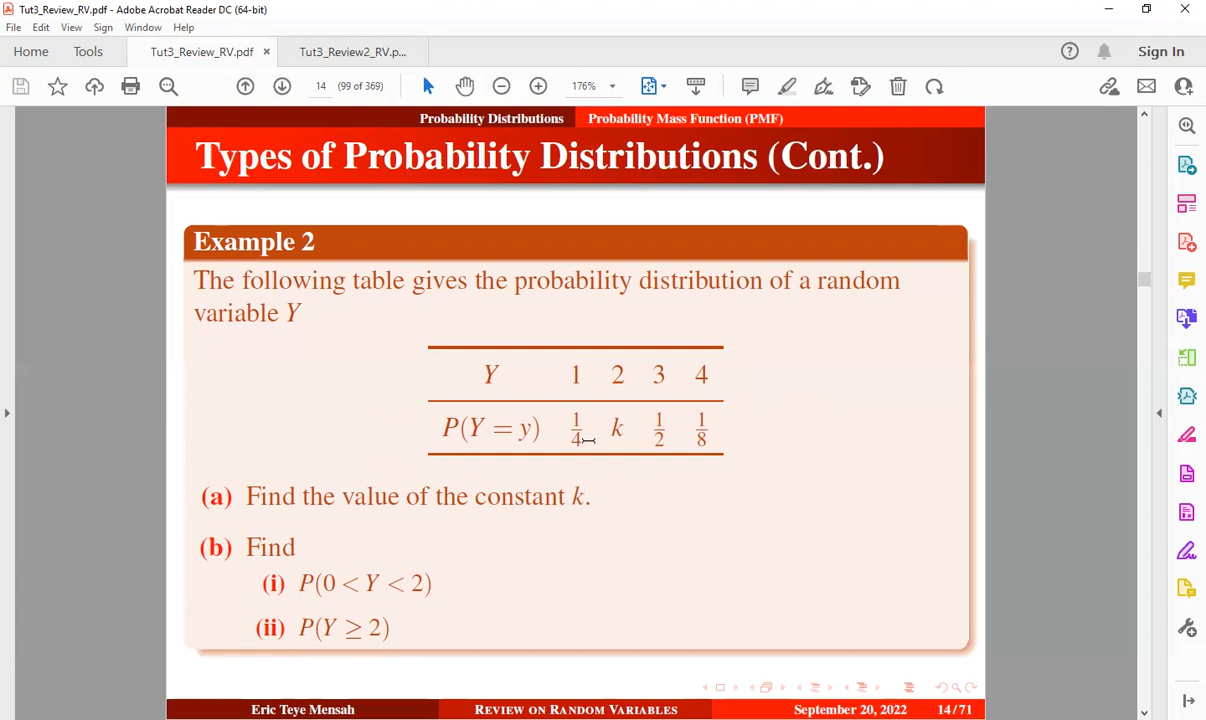 Tut3_Review_RV.pdf - Adobe Acrobat Reader DC (64-bit)
File Edit View Sign Window Help
Home Tools Tut3_Review_RV.pdf × Tut3_Review2_RV.p... Sign In
14 (99 of 369) 176%
Probability Distributions Probability Mass Function (PMF)
Types of Probability Distributions (Cont.)
Example 2
The following table gives the probability distribution of a random
variable Y
Y 1 2 3 4
P(Y = y) 1/4 k 1/2 1/8
(a) Find the value of the constant k.
(b) Find
(i) P(0 < Y < 2)
(ii) P(Y ≥ 2)
Eric Teye Mensah REVIEW ON RANDOM VARIABLES September 20, 2022 14/71